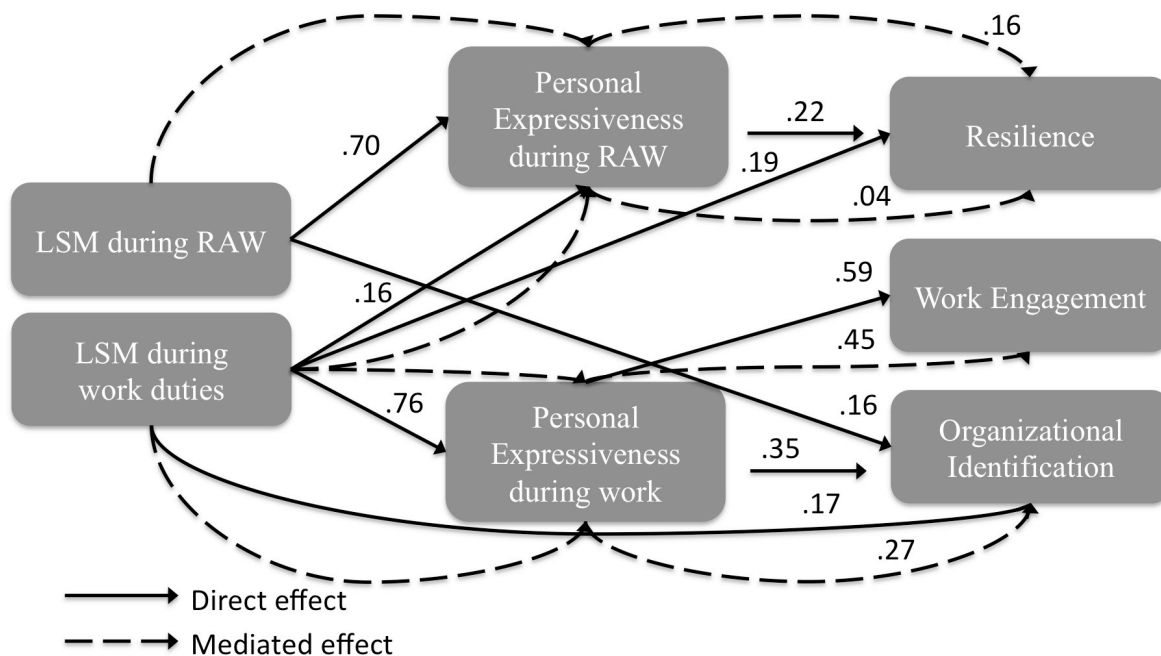 .16
Personal
Expressiveness
during RAW
.22
Resilience
.70
.19
.04
LSM during RAW
.59
Work Engagement
.16
LSM during
work duties
.45
.76
Personal
Expressiveness
during work
.16
Organizational
Identification
.35
.17
.27
Direct effect
Mediated effect